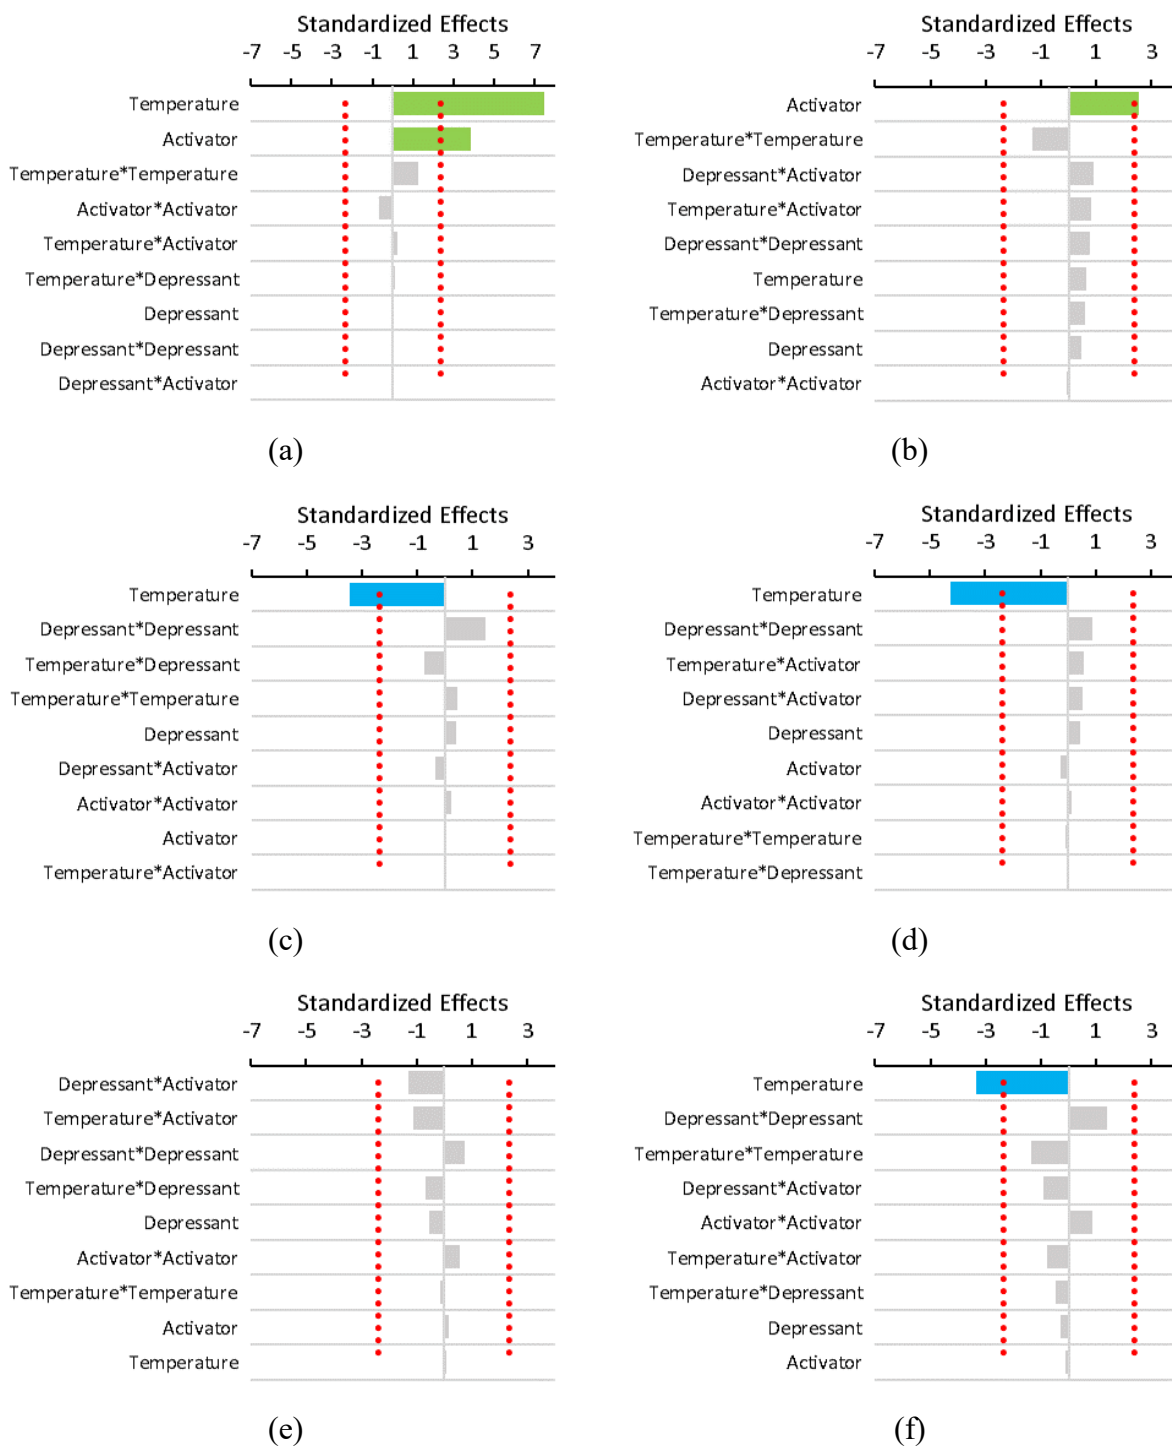 Standardized Effects
-7 -5 -3 -1 1 3 5 7
Temperature
Activator
Temperature*Temperature
Activator*Activator
Temperature*Activator
Temperature*Depressant
Depressant
Depressant*Depressant
Depressant*Activator
(a)
Standardized Effects
-7 -5 -3 -1 1 3
Activator
Temperature*Temperature
Depressant*Activator
Temperature*Activator
Depressant*Depressant
Temperature
Temperature*Depressant
Depressant
Activator*Activator
(b)
Standardized Effects
-7 -5 -3 -1 1 3
Temperature
Depressant*Depressant
Temperature*Depressant
Temperature*Temperature
Depressant
Depressant*Activator
Activator*Activator
Activator
Temperature*Activator
(c)
Standardized Effects
-7 -5 -3 -1 1 3
Temperature
Depressant*Depressant
Temperature*Activator
Depressant*Activator
Depressant
Activator
Activator*Activator
Temperature*Temperature
Temperature*Depressant
(d)
Standardized Effects
-7 -5 -3 -1 1 3
Depressant*Activator
Temperature*Activator
Depressant*Depressant
Temperature*Depressant
Depressant
Activator*Activator
Temperature*Temperature
Activator
Temperature
(e)
Standardized Effects
-7 -5 -3 -1 1 3
Temperature
Depressant*Depressant
Temperature*Temperature
Depressant*Activator
Activator*Activator
Temperature*Activator
Temperature*Depressant
Depressant
Activator
(f)